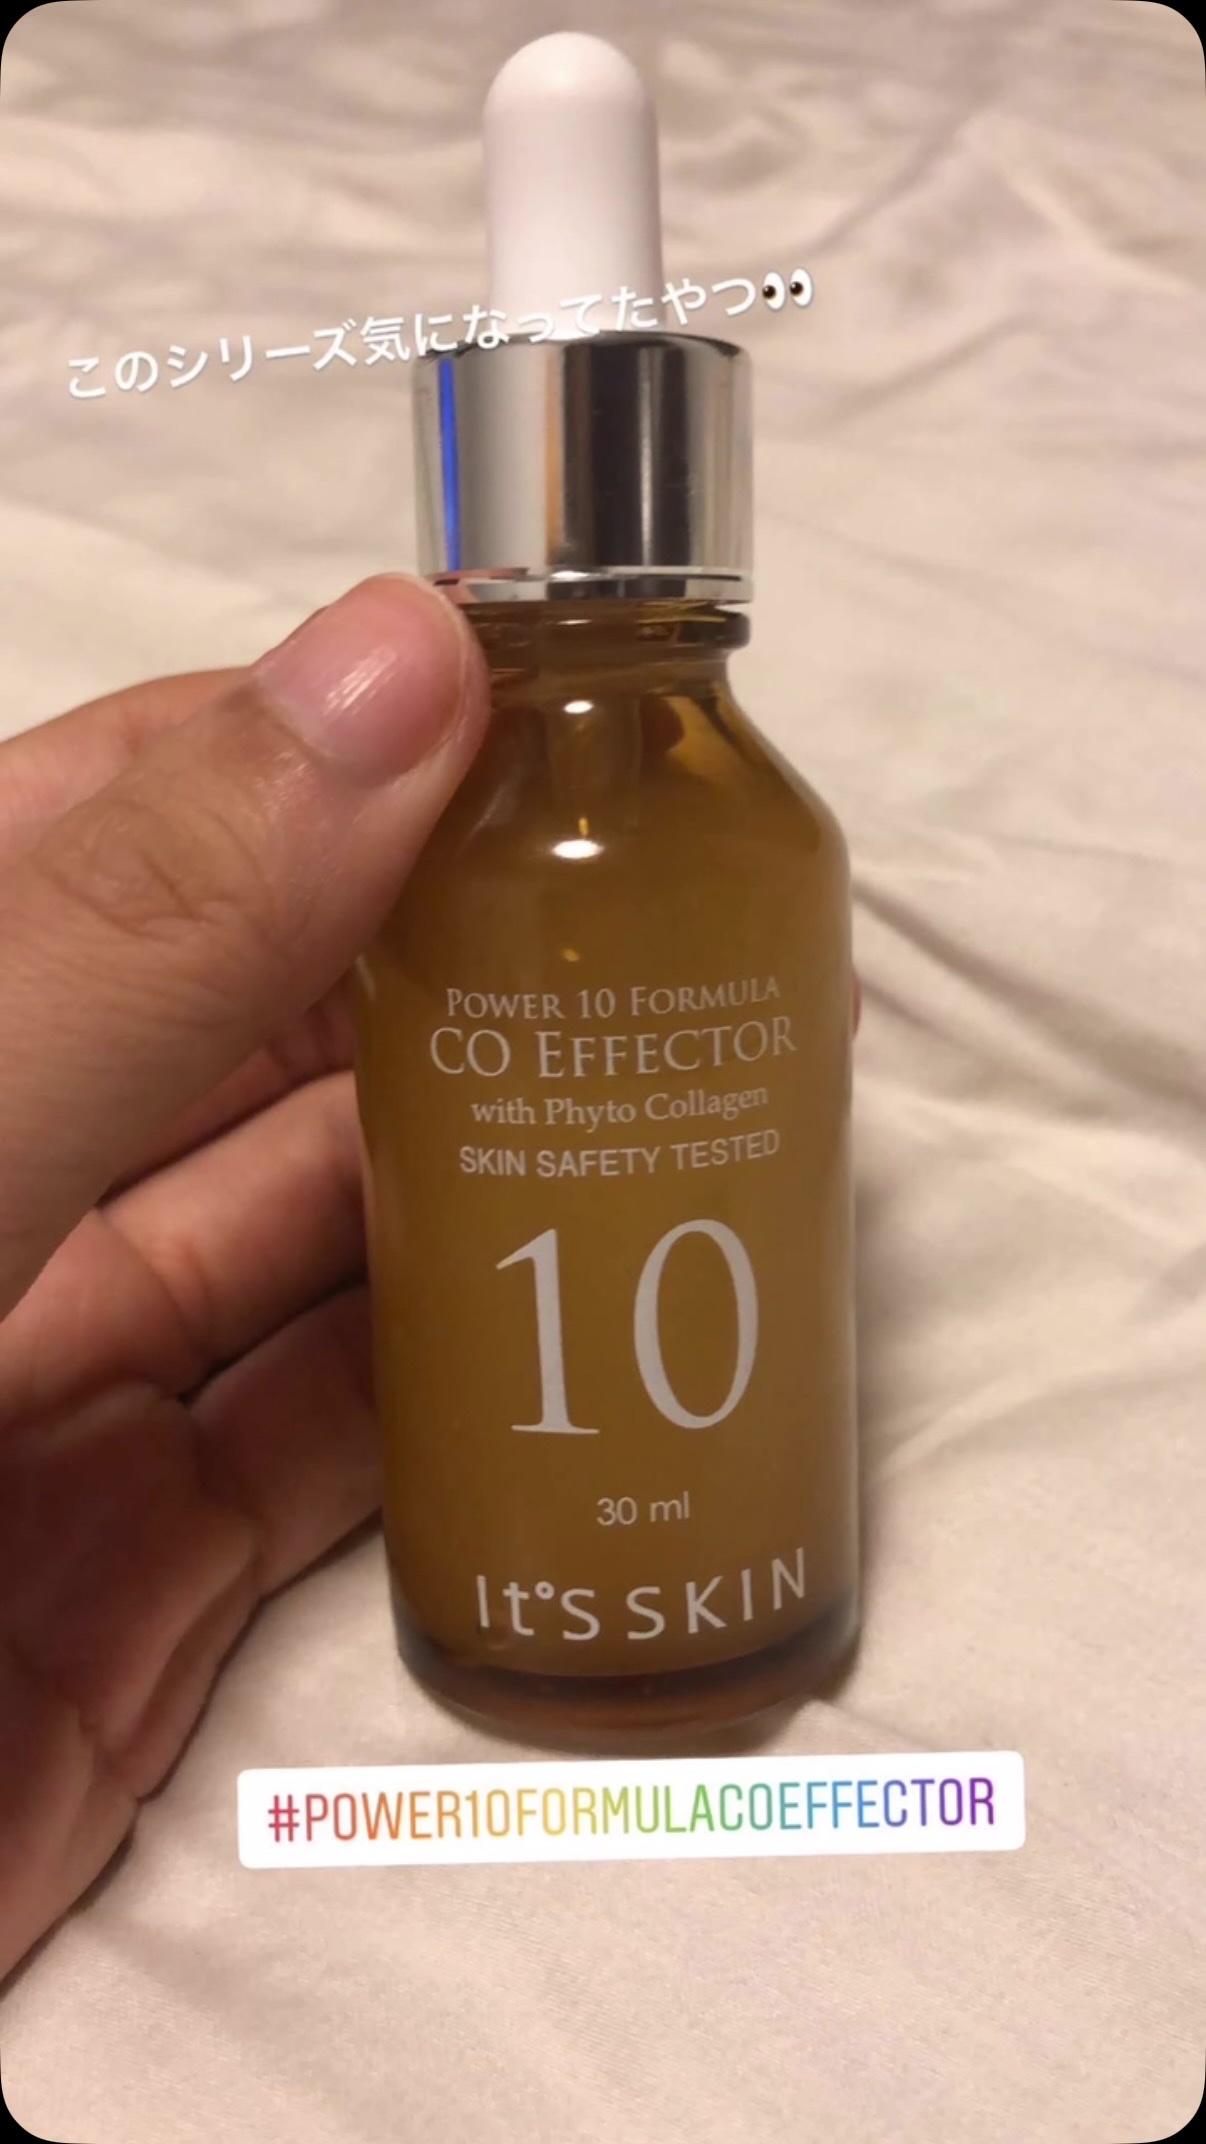 このシリーズ気になってたやつ👀
POWER 10 FORMULA
CO EFFECTOR
with Phyto Collagen
SKIN SAFETY TESTED
10
30 ml
It°S SKIN
#POWER10FORMULACOEFFECTOR